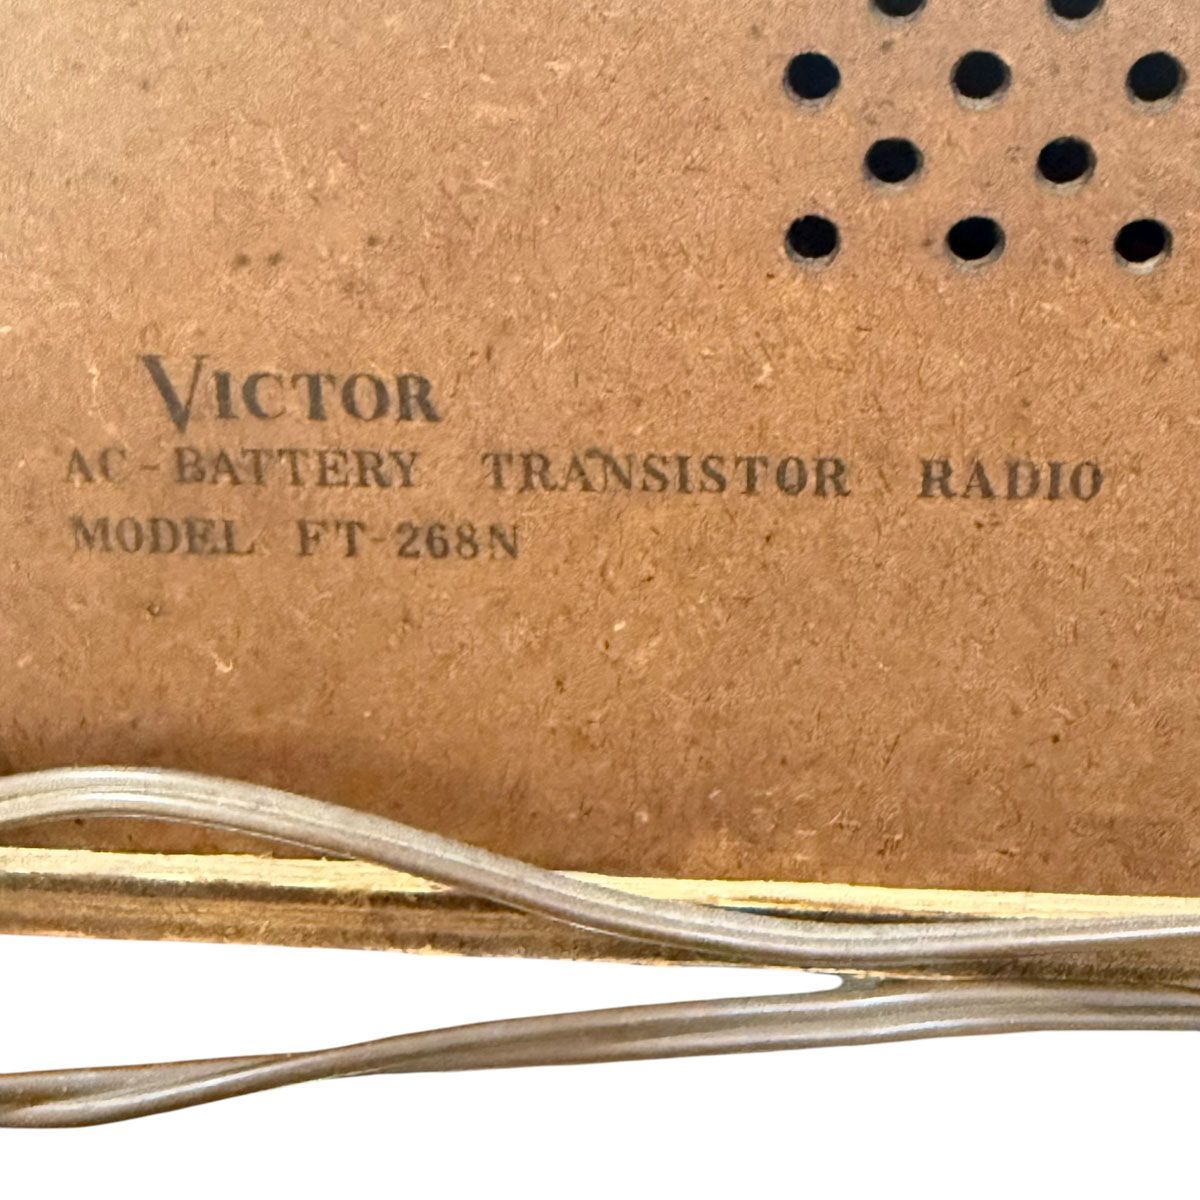 VICTOR
AC-BATTERY TRANSISTOR RADIO
MODEL FT-268N